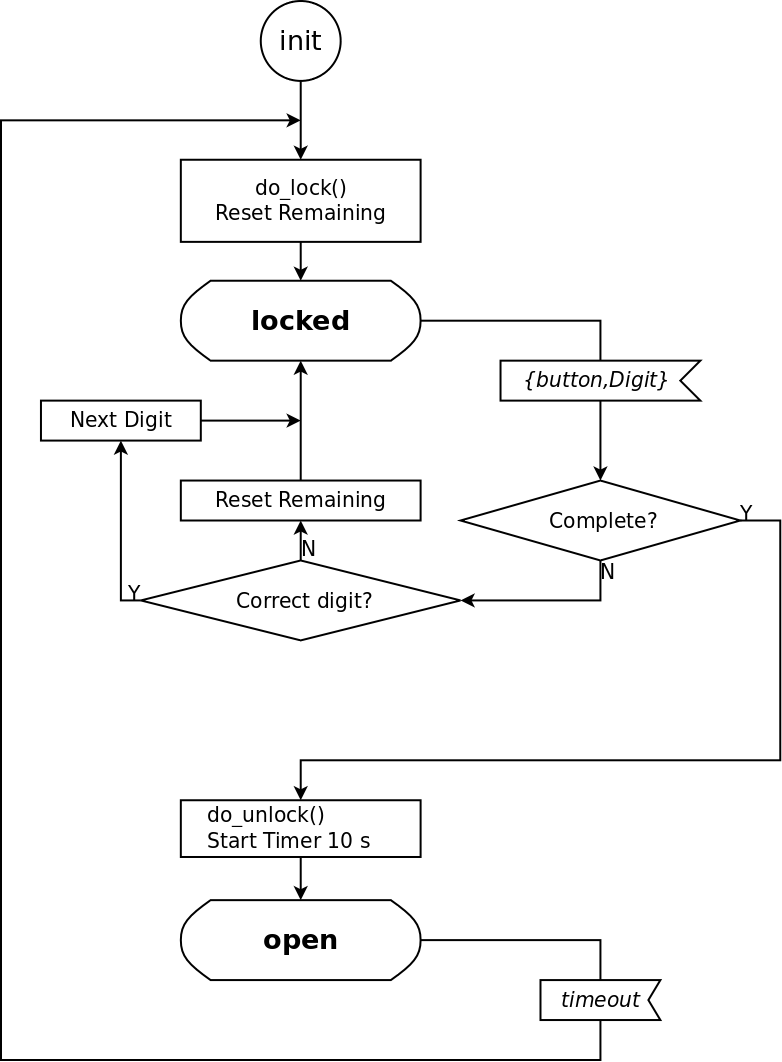 init
do_lock()
Reset Remaining
locked
{button,Digit}
Next Digit
Reset Remaining
Complete?
Y
N
N
Correct digit?
Y
do_unlock()
Start Timer 10 s
open
timeout